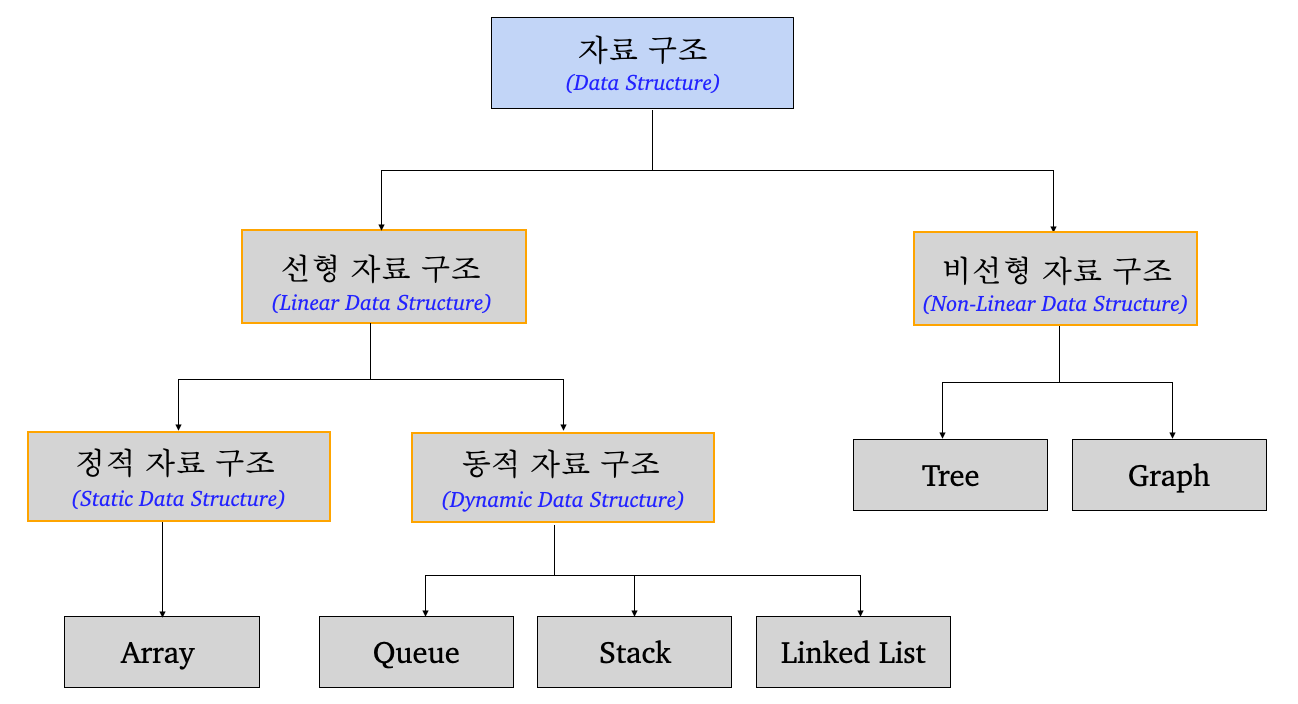 자료 구조
(Data Structure)
선형 자료 구조
(Linear Data Structure)
비선형 자료 구조
(Non-Linear Data Structure)
정적 자료 구조
(Static Data Structure)
동적 자료 구조
(Dynamic Data Structure)
Tree
Graph
Array
Queue
Stack
Linked List